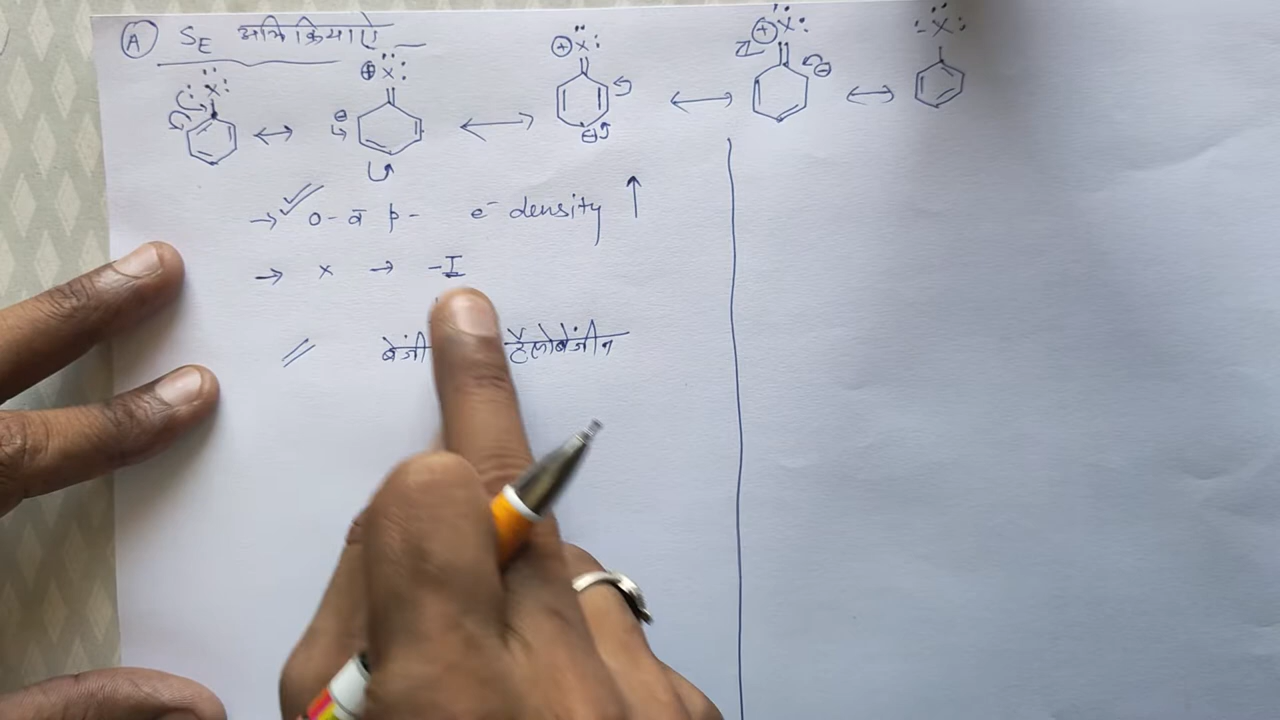 A SE अभिक्रियाऐ
X X X X X
→ o- व p- e⁻ density ↑
→ x → -I
// हैलोबेंजीन